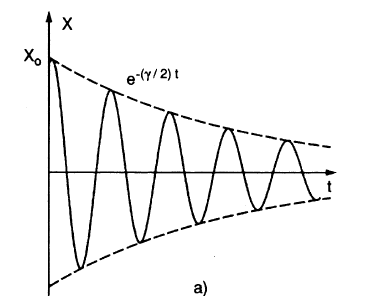 X
X₀
e^{-(γ/2) t}
t
a)